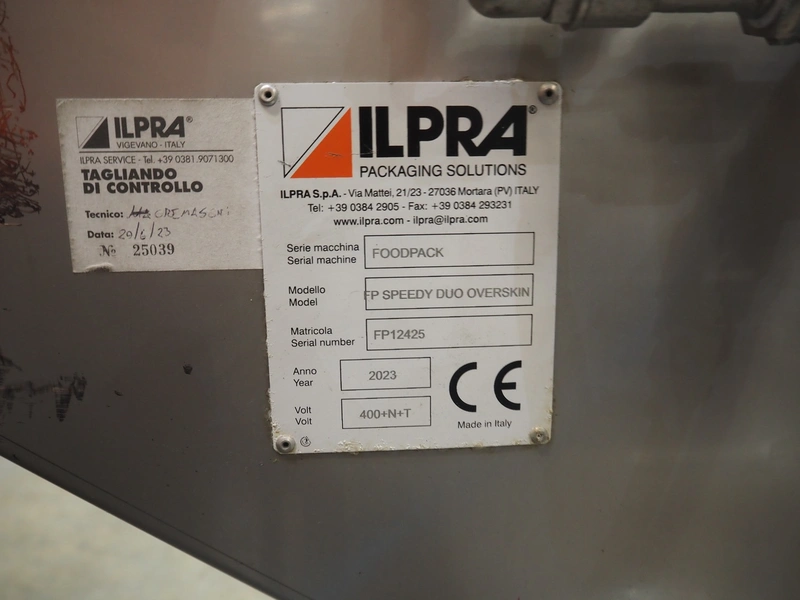 ILPRA®
VIGEVANO - ITALY
ILPRA SERVICE - Tel. +39 0381.9071300
TAGLIANDO
DI CONTROLLO
Tecnico: CREMASONI
Data: 20/6/23
No 25039
ILPRA®
PACKAGING SOLUTIONS
ILPRA S.p.A. - Via Mattei, 21/23 - 27036 Mortara (PV) ITALY
Tel: +39 0384 2905 - Fax: +39 0384 293231
www.ilpra.com - ilpra@ilpra.com
Serie macchina
Serial machine
FOODPACK
Modello
Model
FP SPEEDY DUO OVERSKIN
Matricola
Serial number
FP12425
Anno
Year
2023
Volt
Volt
400+N+T
CE
Made in Italy